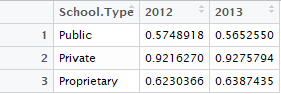 School.Type 2012 2013
1 Public 0.5748918 0.5652550
2 Private 0.9216270 0.9275794
3 Proprietary 0.6230366 0.6387435